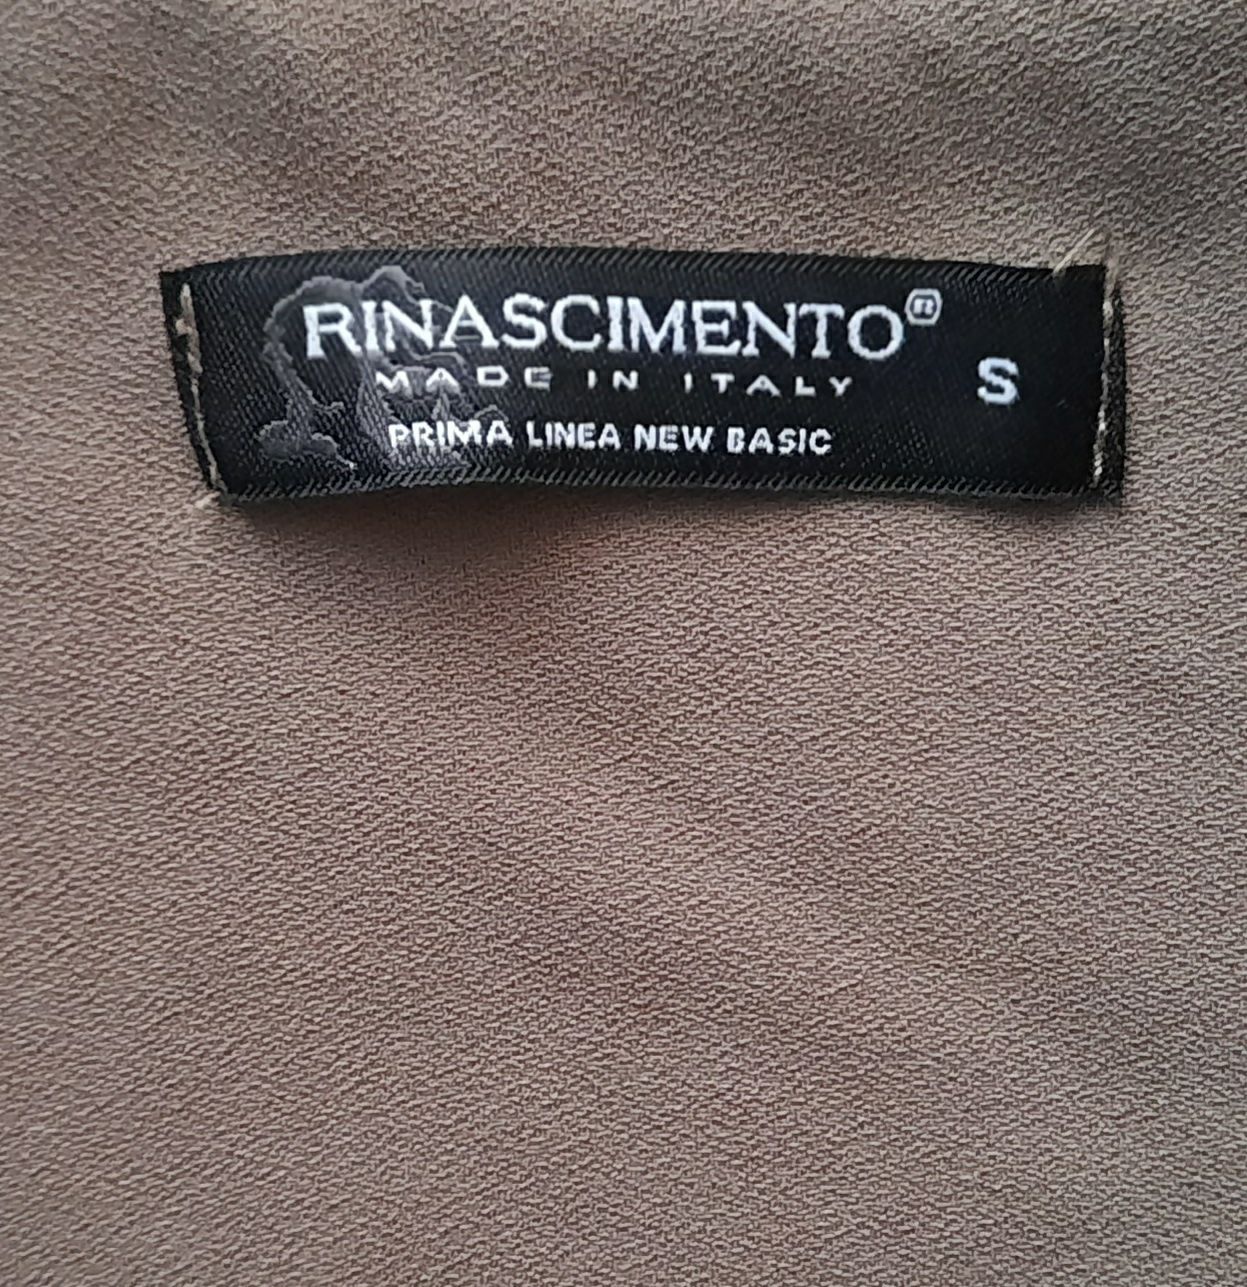 RINASCIMENTO®
MADE IN ITALY
S
PRIMA LINEA NEW BASIC